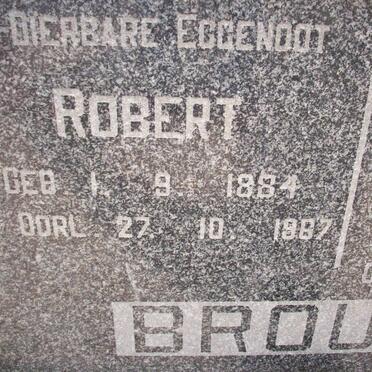 DIERBARE EGGENOOT
ROBERT
GEB 1. 9 1884
OORL 27 10. 1967
BROU